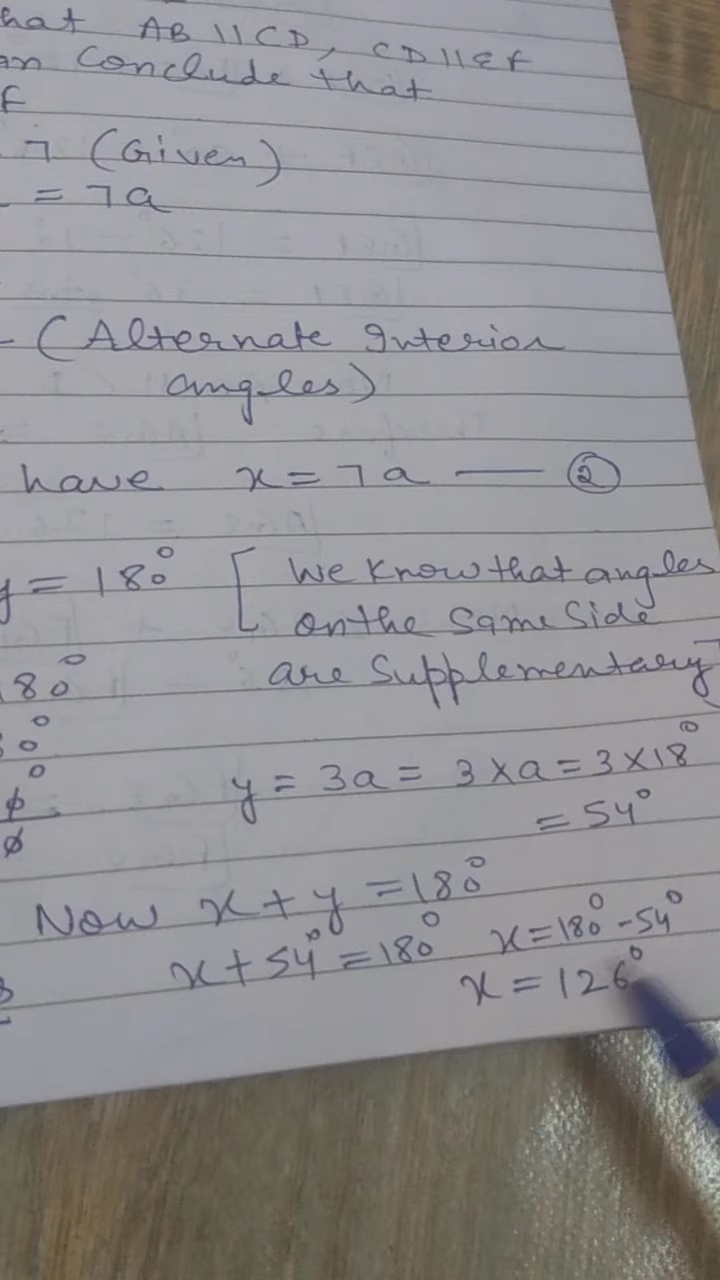 hat AB || CD, CD || EF
an Conclude that
F
7 (Given)
= 7a
- (Alternate Interior
angles)
have x = 7a — ②
y = 180° [We know that angles
on the Same Side
180° are Supplementary]
0°
y = 3a = 3 × a = 3 × 18°
= 54°
Now x + y = 180°
x + 54° = 180° x = 180° - 54°
x = 126°